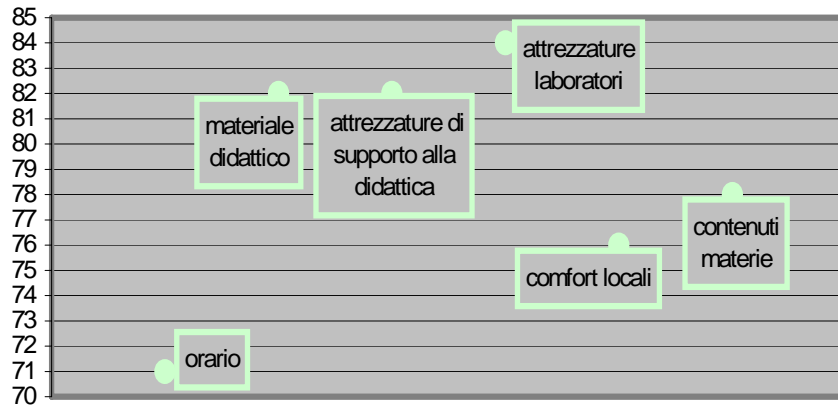 85
84
83
82
81
80
79
78
77
76
75
74
73
72
71
70
attrezzature
laboratori
materiale
didattico
attrezzature di
supporto alla
didattica
contenuti
materie
comfort locali
orario